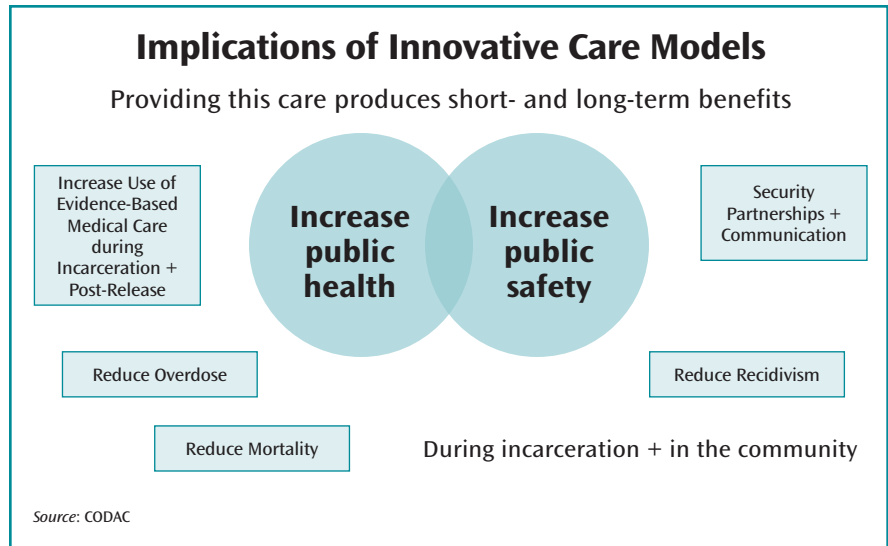 Implications of Innovative Care Models
Providing this care produces short- and long-term benefits
Increase Use of
Evidence-Based
Medical Care
during
Incarceration +
Post-Release
Increase
public
health
Increase
public
safety
Security
Partnerships +
Communication
Reduce Overdose
Reduce Recidivism
Reduce Mortality
During incarceration + in the community
Source: CODAC